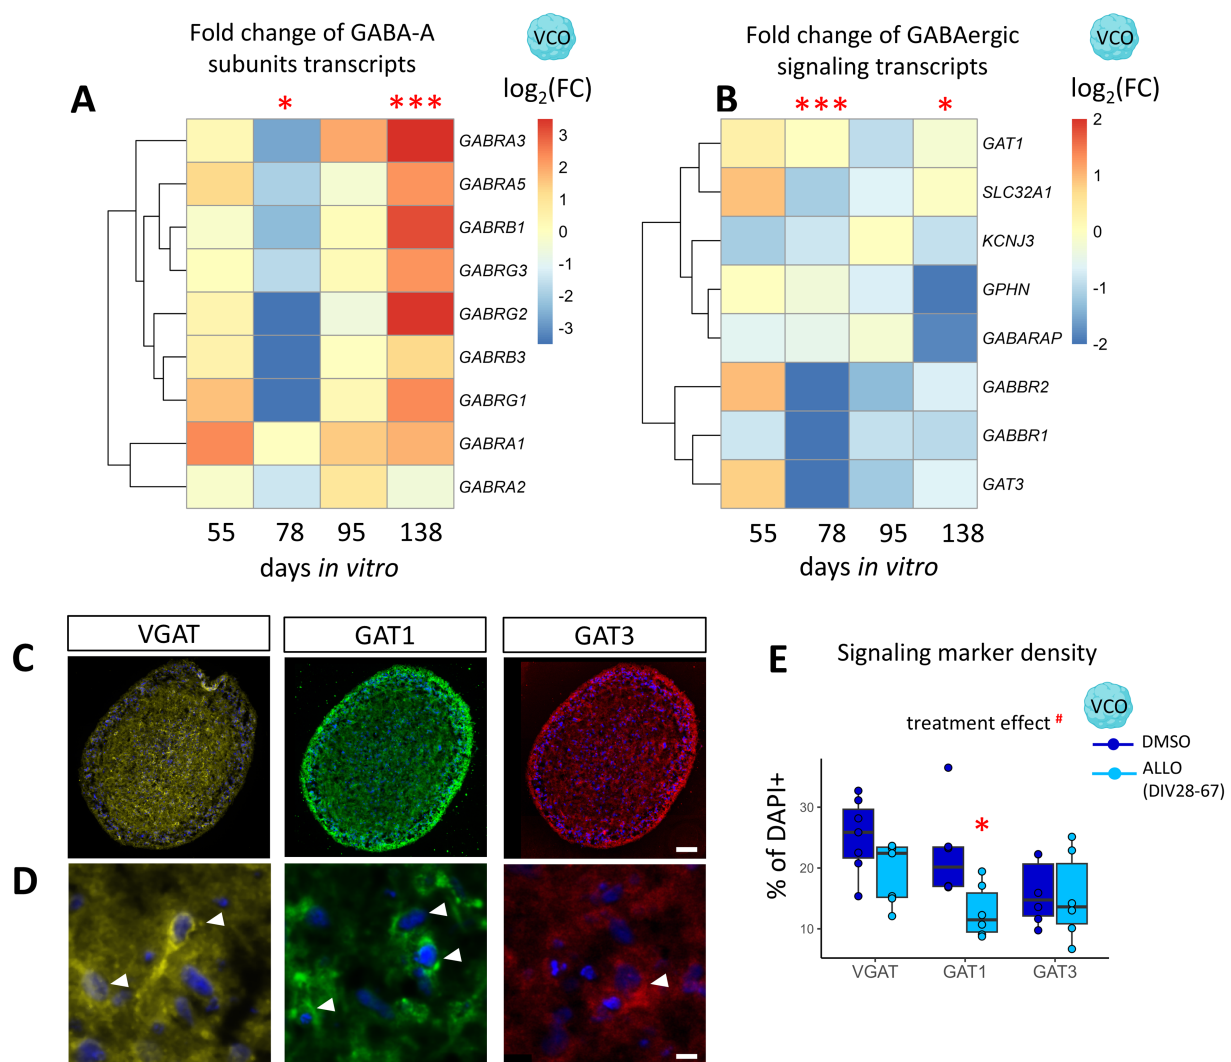 Fold change of GABA-A
subunits transcripts
VCO
log2(FC)
A
*
***
GABRA3
GABRA5
GABRB1
GABRG3
GABRG2
GABRB3
GABRG1
GABRA1
GABRA2
3
2
1
0
-1
-2
-3
55 78 95 138
days in vitro
Fold change of GABAergic
signaling transcripts
VCO
log2(FC)
B
***
*
GAT1
SLC32A1
KCNJ3
GPHN
GABARAP
GABBR2
GABBR1
GAT3
2
1
0
-1
-2
55 78 95 138
days in vitro
C
VGAT
GAT1
GAT3
D
E
Signaling marker density
VCO
treatment effect #
DMSO
ALLO
(DIV28-67)
*
% of DAPI+
30
20
10
VGAT GAT1 GAT3